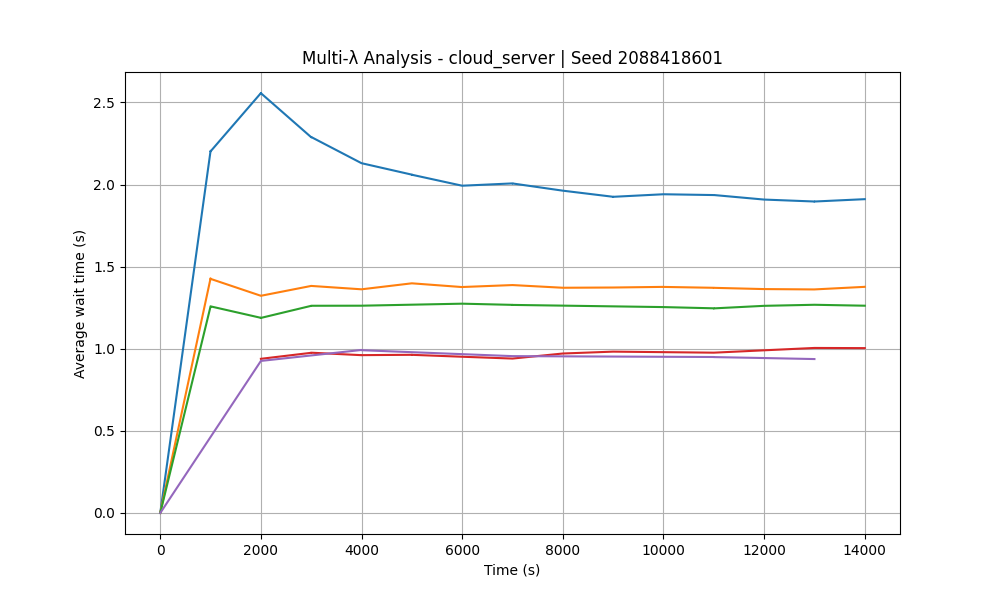 Multi-λ Analysis - cloud_server | Seed 2088418601
Average wait time (s)
2.5
2.0
1.5
1.0
0.5
0.0
0 2000 4000 6000 8000 10000 12000 14000
Time (s)